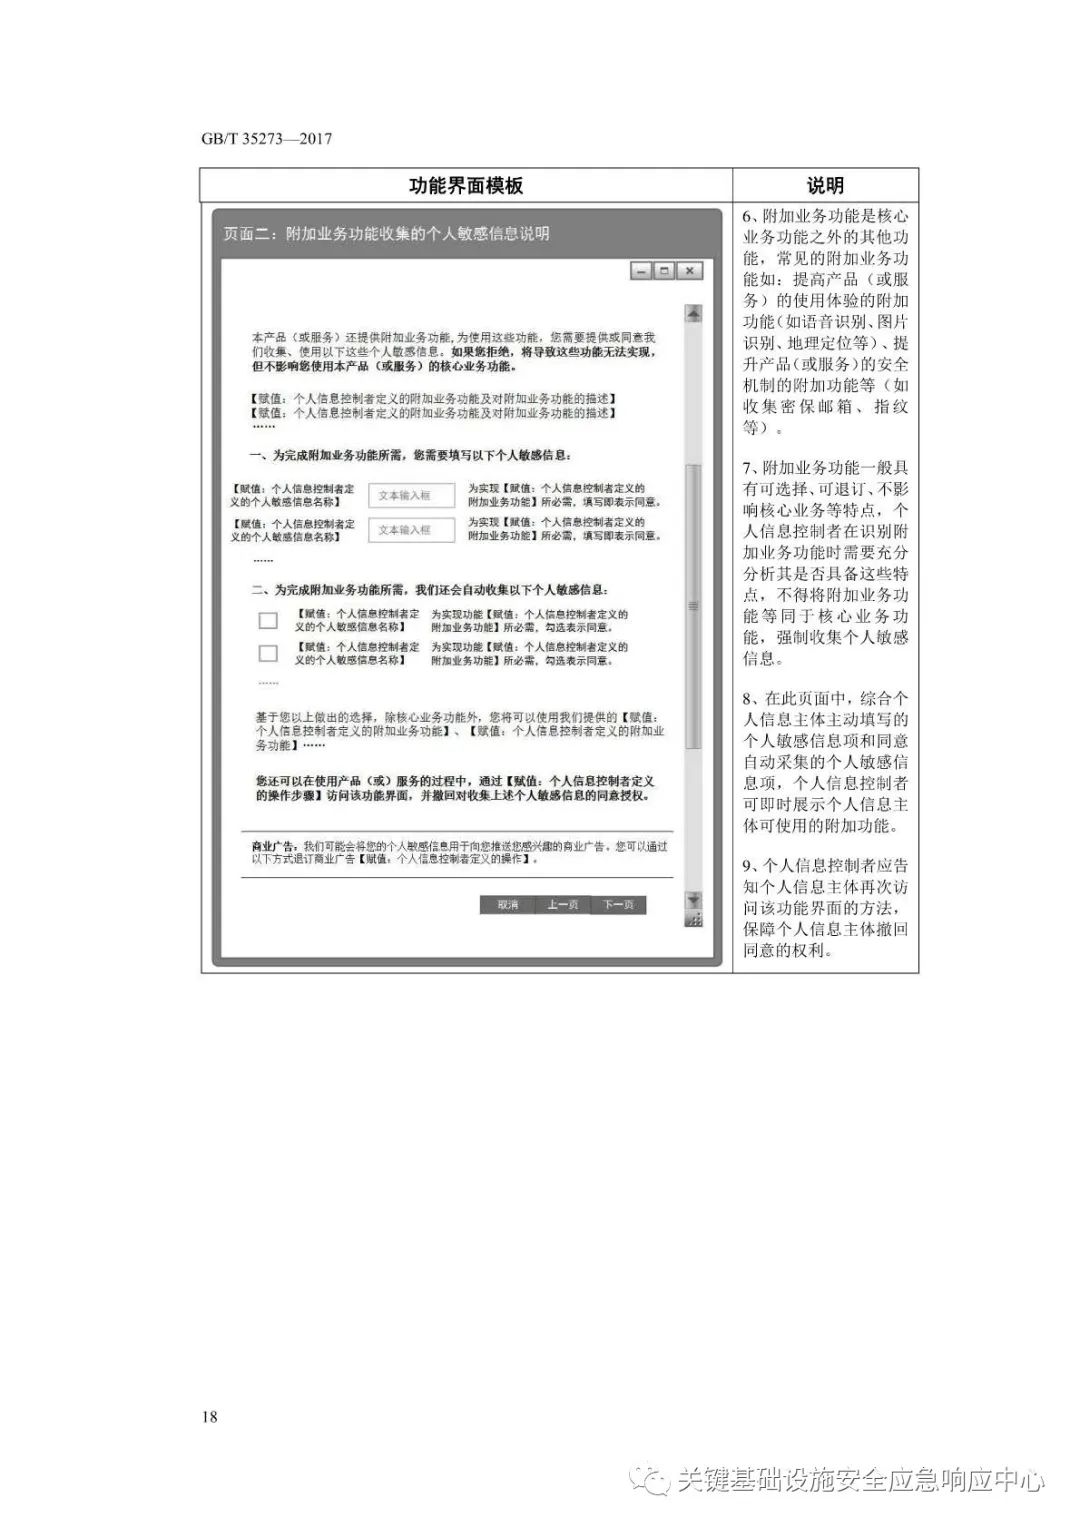 GB/T 35273—2017
功能界面模板
说明
页面二：附加业务功能收集的个人敏感信息说明
本产品（或服务）还提供附加业务功能,为使用这些功能，您需要提供或同意我
们收集、使用以下这些个人敏感信息。如果您拒绝，将导致这些功能无法实现，
但不影响您使用本产品（或服务）的核心业务功能。
【赋值：个人信息控制者定义的附加业务功能及对附加业务功能的描述】
【赋值：个人信息控制者定义的附加业务功能及对附加业务功能的描述】
……
一、为完成附加业务功能所需，您需要填写以下个人敏感信息：
【赋值：个人信息控制者定
义的个人敏感信息名称】
文本输入框
为实现【赋值：个人信息控制者定义的
附加业务功能】所必需，填写即表示同意。
【赋值：个人信息控制者定
义的个人敏感信息名称】
文本输入框
为实现【赋值：个人信息控制者定义的
附加业务功能】所必需，填写即表示同意。
……
二、为完成附加业务功能所需，我们还会自动收集以下个人敏感信息：
【赋值：个人信息控制者定
义的个人敏感信息名称】
为实现功能【赋值：个人信息控制者定义的
附加业务功能】所必需，勾选表示同意。
【赋值：个人信息控制者定
义的个人敏感信息名称】
为实现功能【赋值：个人信息控制者定义的
附加业务功能】所必需，勾选表示同意。
……
基于您以上做出的选择，除核心业务功能外，您将可以使用我们提供的【赋值：
个人信息控制者定义的附加业务功能】、【赋值：个人信息控制者定义的附加业
务功能】……
您还可以在使用产品（或）服务的过程中，通过【赋值：个人信息控制者定义
的操作步骤】访问该功能界面，并撤回对收集上述个人敏感信息的同意授权。
商业广告：我们可能会将您的个人敏感信息用于向您推送您感兴趣的商业广告，您可以通过
以下方式退订商业广告【赋值：个人信息控制者定义的操作】。
取消
上一页
下一页
6、附加业务功能是核心
业务功能之外的其他功
能，常见的附加业务功
能如：提高产品（或服
务）的使用体验的附加
功能（如语音识别、图片
识别、地理定位等）、提
升产品（或服务）的安全
机制的附加功能等（如
收集密保邮箱、指纹
等）。
7、附加业务功能一般具
有可选择、可退订、不影
响核心业务等特点，个
人信息控制者在识别附
加业务功能时需要充分
分析其是否具备这些特
点，不得将附加业务功
能等同于核心业务功
能，强制收集个人敏感
信息。
8、在此页面中，综合个
人信息主体主动填写的
个人敏感信息项和同意
自动采集的个人敏感信
息项，个人信息控制者
可即时展示个人信息主
体可使用的附加功能。
9、个人信息控制者应告
知个人信息主体再次访
问该功能界面的方法，
保障个人信息主体撤回
同意的权利。
18
关键基础设施安全应急响应中心